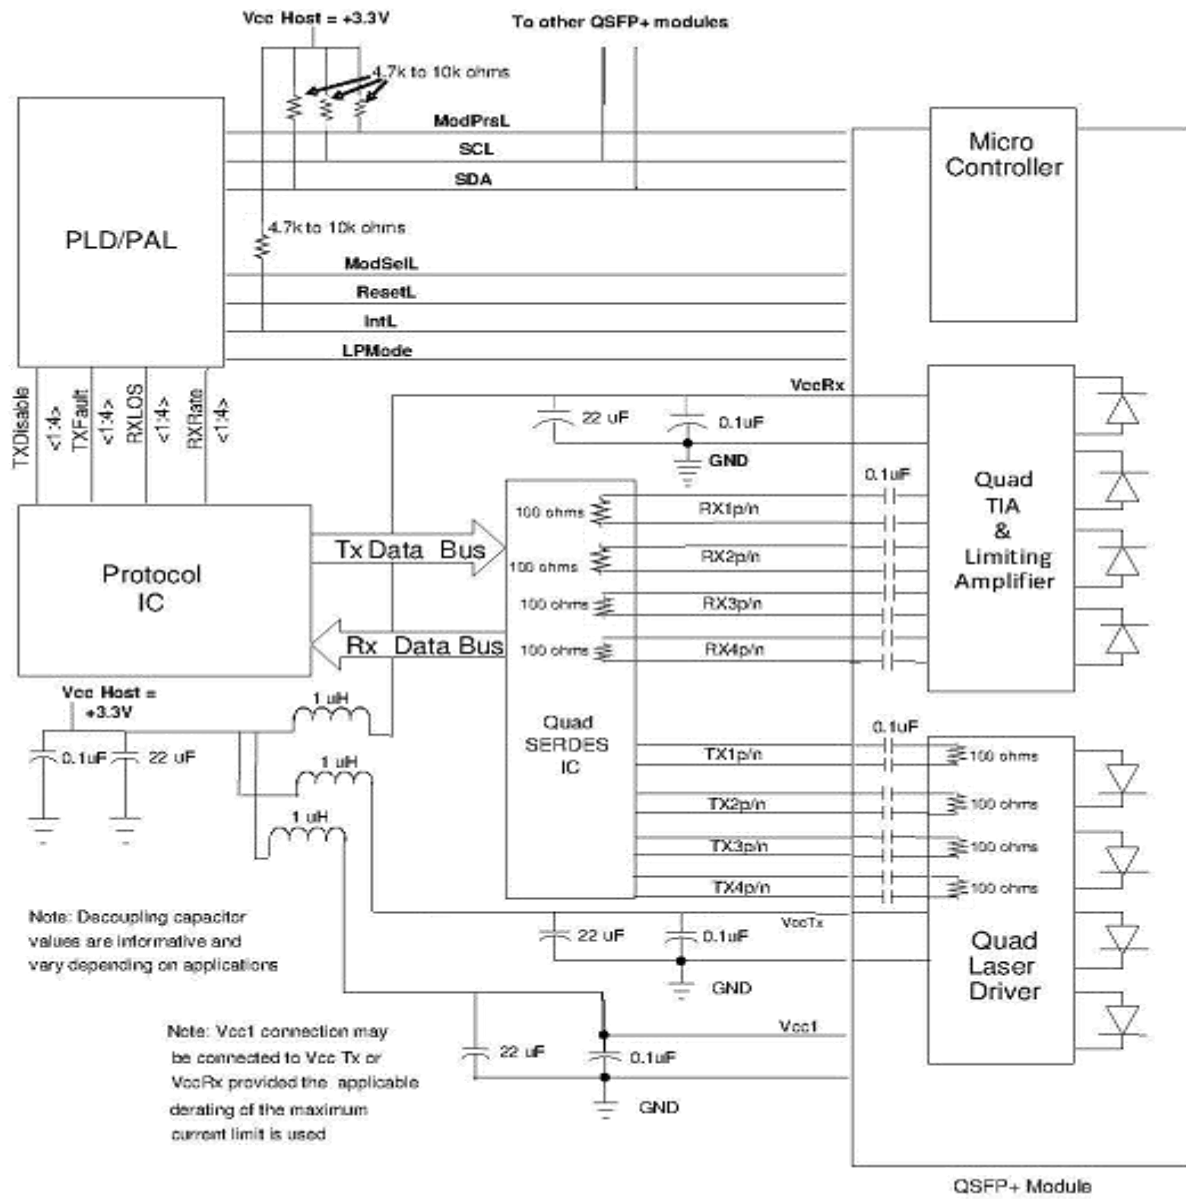 Vcc Host = +3.3V
To other QSFP+ modules
4.7k to 10k ohms
ModPrsL
SCL
SDA
4.7k to 10k ohms
PLD/PAL
ModSelL
ResetL
IntL
LPMode
Micro
Controller
TXDisable
<1:4>
TXFault
<1:4>
RXLOS
<1:4>
RXRate
<1:4>
VccRx
22 uF
0.1uF
GND
0.1uF
Quad
TIA
&
Limiting
Amplifier
100 ohms
RX1p/n
100 ohms
RX2p/n
100 ohms
RX3p/n
100 ohms
RX4p/n
Tx Data Bus
Protocol
IC
Rx Data Bus
Vcc Host =
+3.3V
0.1uF
22 uF
1 uH
1 uH
1 uH
Quad
SERDES
IC
0.1uF
TX1p/n
100 ohms
TX2p/n
100 ohms
TX3p/n
100 ohms
TX4p/n
100 ohms
VccTx
22 uF
0.1uF
GND
Quad
Laser
Driver
Note: Decoupling capacitor
values are informative and
vary depending on applications
Vcc1
22 uF
0.1uF
GND
Note: Vcc1 connection may
be connected to Vcc Tx or
VccRx provided the applicable
derating of the maximum
current limit is used
QSFP+ Module